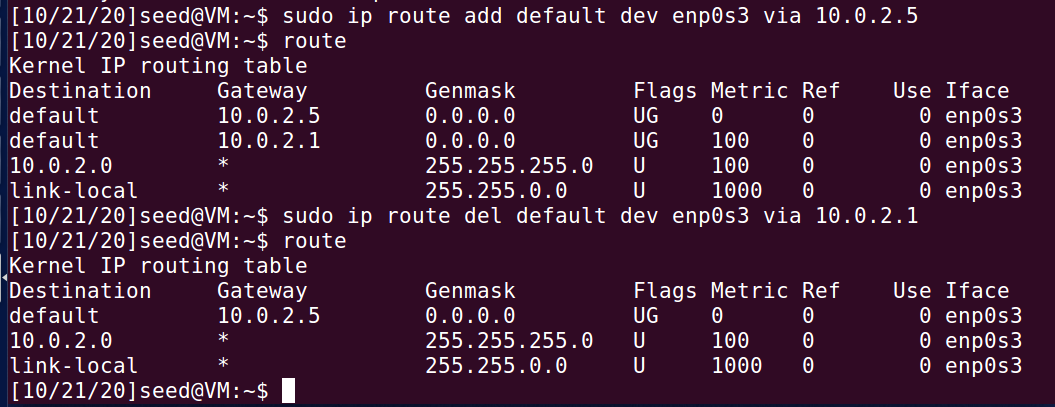 [10/21/20]seed@VM:~$ sudo ip route add default dev enp0s3 via 10.0.2.5
[10/21/20]seed@VM:~$ route
Kernel IP routing table
Destination     Gateway         Genmask         Flags Metric Ref    Use Iface
default         10.0.2.5        0.0.0.0         UG    0      0        0 enp0s3
default         10.0.2.1        0.0.0.0         UG    100    0        0 enp0s3
10.0.2.0        *               255.255.255.0   U     100    0        0 enp0s3
link-local      *               255.255.0.0     U     1000   0        0 enp0s3
[10/21/20]seed@VM:~$ sudo ip route del default dev enp0s3 via 10.0.2.1
[10/21/20]seed@VM:~$ route
Kernel IP routing table
Destination     Gateway         Genmask         Flags Metric Ref    Use Iface
default         10.0.2.5        0.0.0.0         UG    0      0        0 enp0s3
10.0.2.0        *               255.255.255.0   U     100    0        0 enp0s3
link-local      *               255.255.0.0     U     1000   0        0 enp0s3
[10/21/20]seed@VM:~$